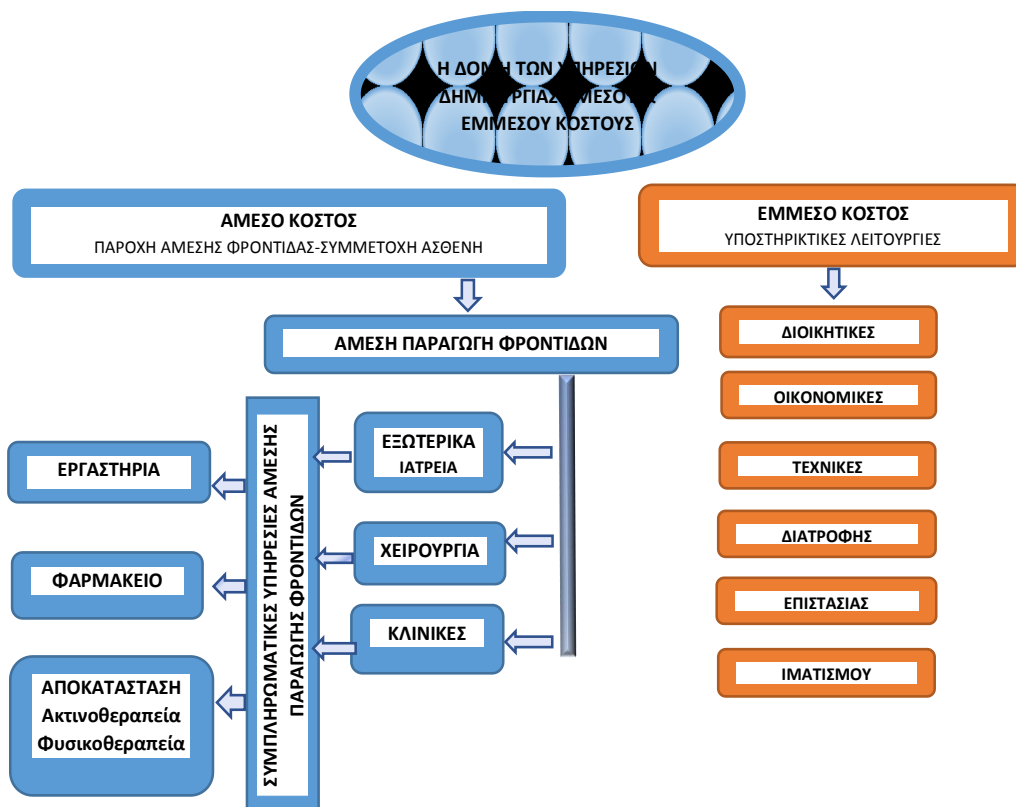 Η ΔΟΜΗ ΤΩΝ ΥΠΗΡΕΣΙΩΝ
ΕΜΜΕΣΟΥ ΚΟΣΤΟΥΣ
ΑΜΕΣΟ ΚΟΣΤΟΣ
ΠΑΡΟΧΗ ΑΜΕΣΗΣ ΦΡΟΝΤΙΔΑΣ-ΣΥΜΜΕΤΟΧΗ ΑΣΘΕΝΗ
ΕΜΜΕΣΟ ΚΟΣΤΟΣ
ΥΠΟΣΤΗΡΙΚΤΙΚΕΣ ΛΕΙΤΟΥΡΓΙΕΣ
ΑΜΕΣΗ ΠΑΡΑΓΩΓΗ ΦΡΟΝΤΙΔΩΝ
ΕΞΩΤΕΡΙΚΑ
ΙΑΤΡΕΙΑ
ΧΕΙΡΟΥΡΓΙΑ
ΚΛΙΝΙΚΕΣ
ΣΥΜΠΛΗΡΩΜΑΤΙΚΕΣ ΥΠΗΡΕΣΙΕΣ ΑΜΕΣΗΣ
ΠΑΡΑΓΩΓΗΣ ΦΡΟΝΤΙΔΩΝ
ΕΡΓΑΣΤΗΡΙΑ
ΦΑΡΜΑΚΕΙΟ
ΑΠΟΚΑΤΑΣΤΑΣΗ
Ακτινοθεραπεία
Φυσικοθεραπεία
ΔΙΟΙΚΗΤΙΚΕΣ
ΟΙΚΟΝΟΜΙΚΕΣ
ΤΕΧΝΙΚΕΣ
ΔΙΑΤΡΟΦΗΣ
ΕΠΙΣΤΑΣΙΑΣ
ΙΜΑΤΙΣΜΟΥ